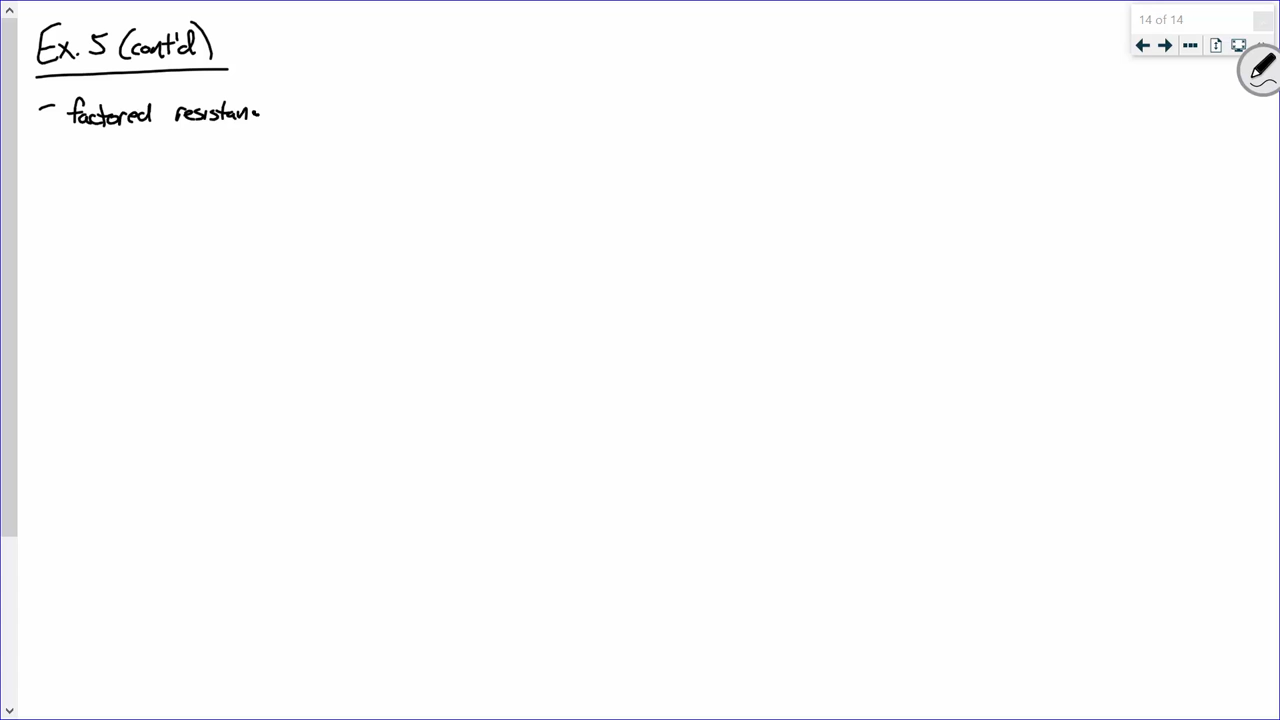 14 of 14
Ex. 5 (cont'd)
- factored resistan